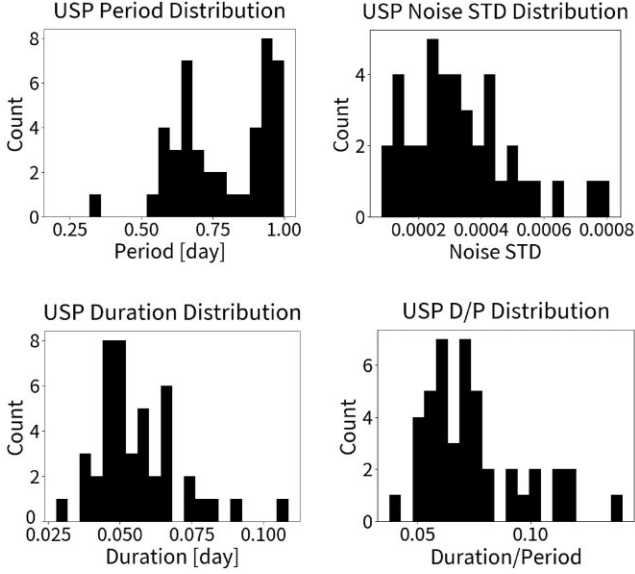 USP Period Distribution
8
6
4
2
0
Count
0.25 0.50 0.75 1.00
Period [day]
USP Noise STD Distribution
4
2
0
Count
0.0002 0.0004 0.0006 0.0008
Noise STD
USP Duration Distribution
8
6
4
2
0
Count
0.025 0.050 0.075 0.100
Duration [day]
USP D/P Distribution
6
4
2
0
Count
0.05 0.10
Duration/Period